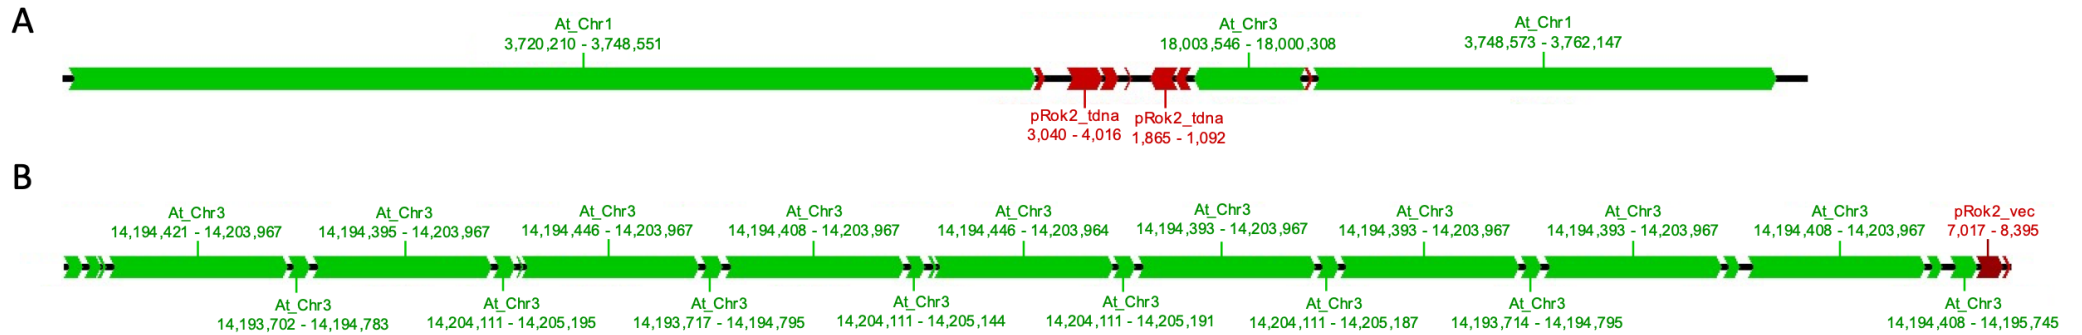 A
At_Chr1
3,720,210 - 3,748,551
At_Chr3
18,003,546 - 18,000,308
At_Chr1
3,748,573 - 3,762,147
pRok2_tdna
3,040 - 4,016
pRok2_tdna
1,865 - 1,092
B
At_Chr3
14,194,421 - 14,203,967
At_Chr3
14,194,395 - 14,203,967
At_Chr3
14,194,446 - 14,203,967
At_Chr3
14,194,408 - 14,203,967
At_Chr3
14,194,446 - 14,203,964
At_Chr3
14,194,393 - 14,203,967
At_Chr3
14,194,393 - 14,203,967
At_Chr3
14,194,393 - 14,203,967
At_Chr3
14,194,408 - 14,203,967
pRok2_vec
7,017 - 8,395
At_Chr3
14,193,702 - 14,194,783
At_Chr3
14,204,111 - 14,205,195
At_Chr3
14,193,717 - 14,194,795
At_Chr3
14,204,111 - 14,205,144
At_Chr3
14,204,111 - 14,205,191
At_Chr3
14,204,111 - 14,205,187
At_Chr3
14,193,714 - 14,194,795
At_Chr3
14,194,408 - 14,195,745